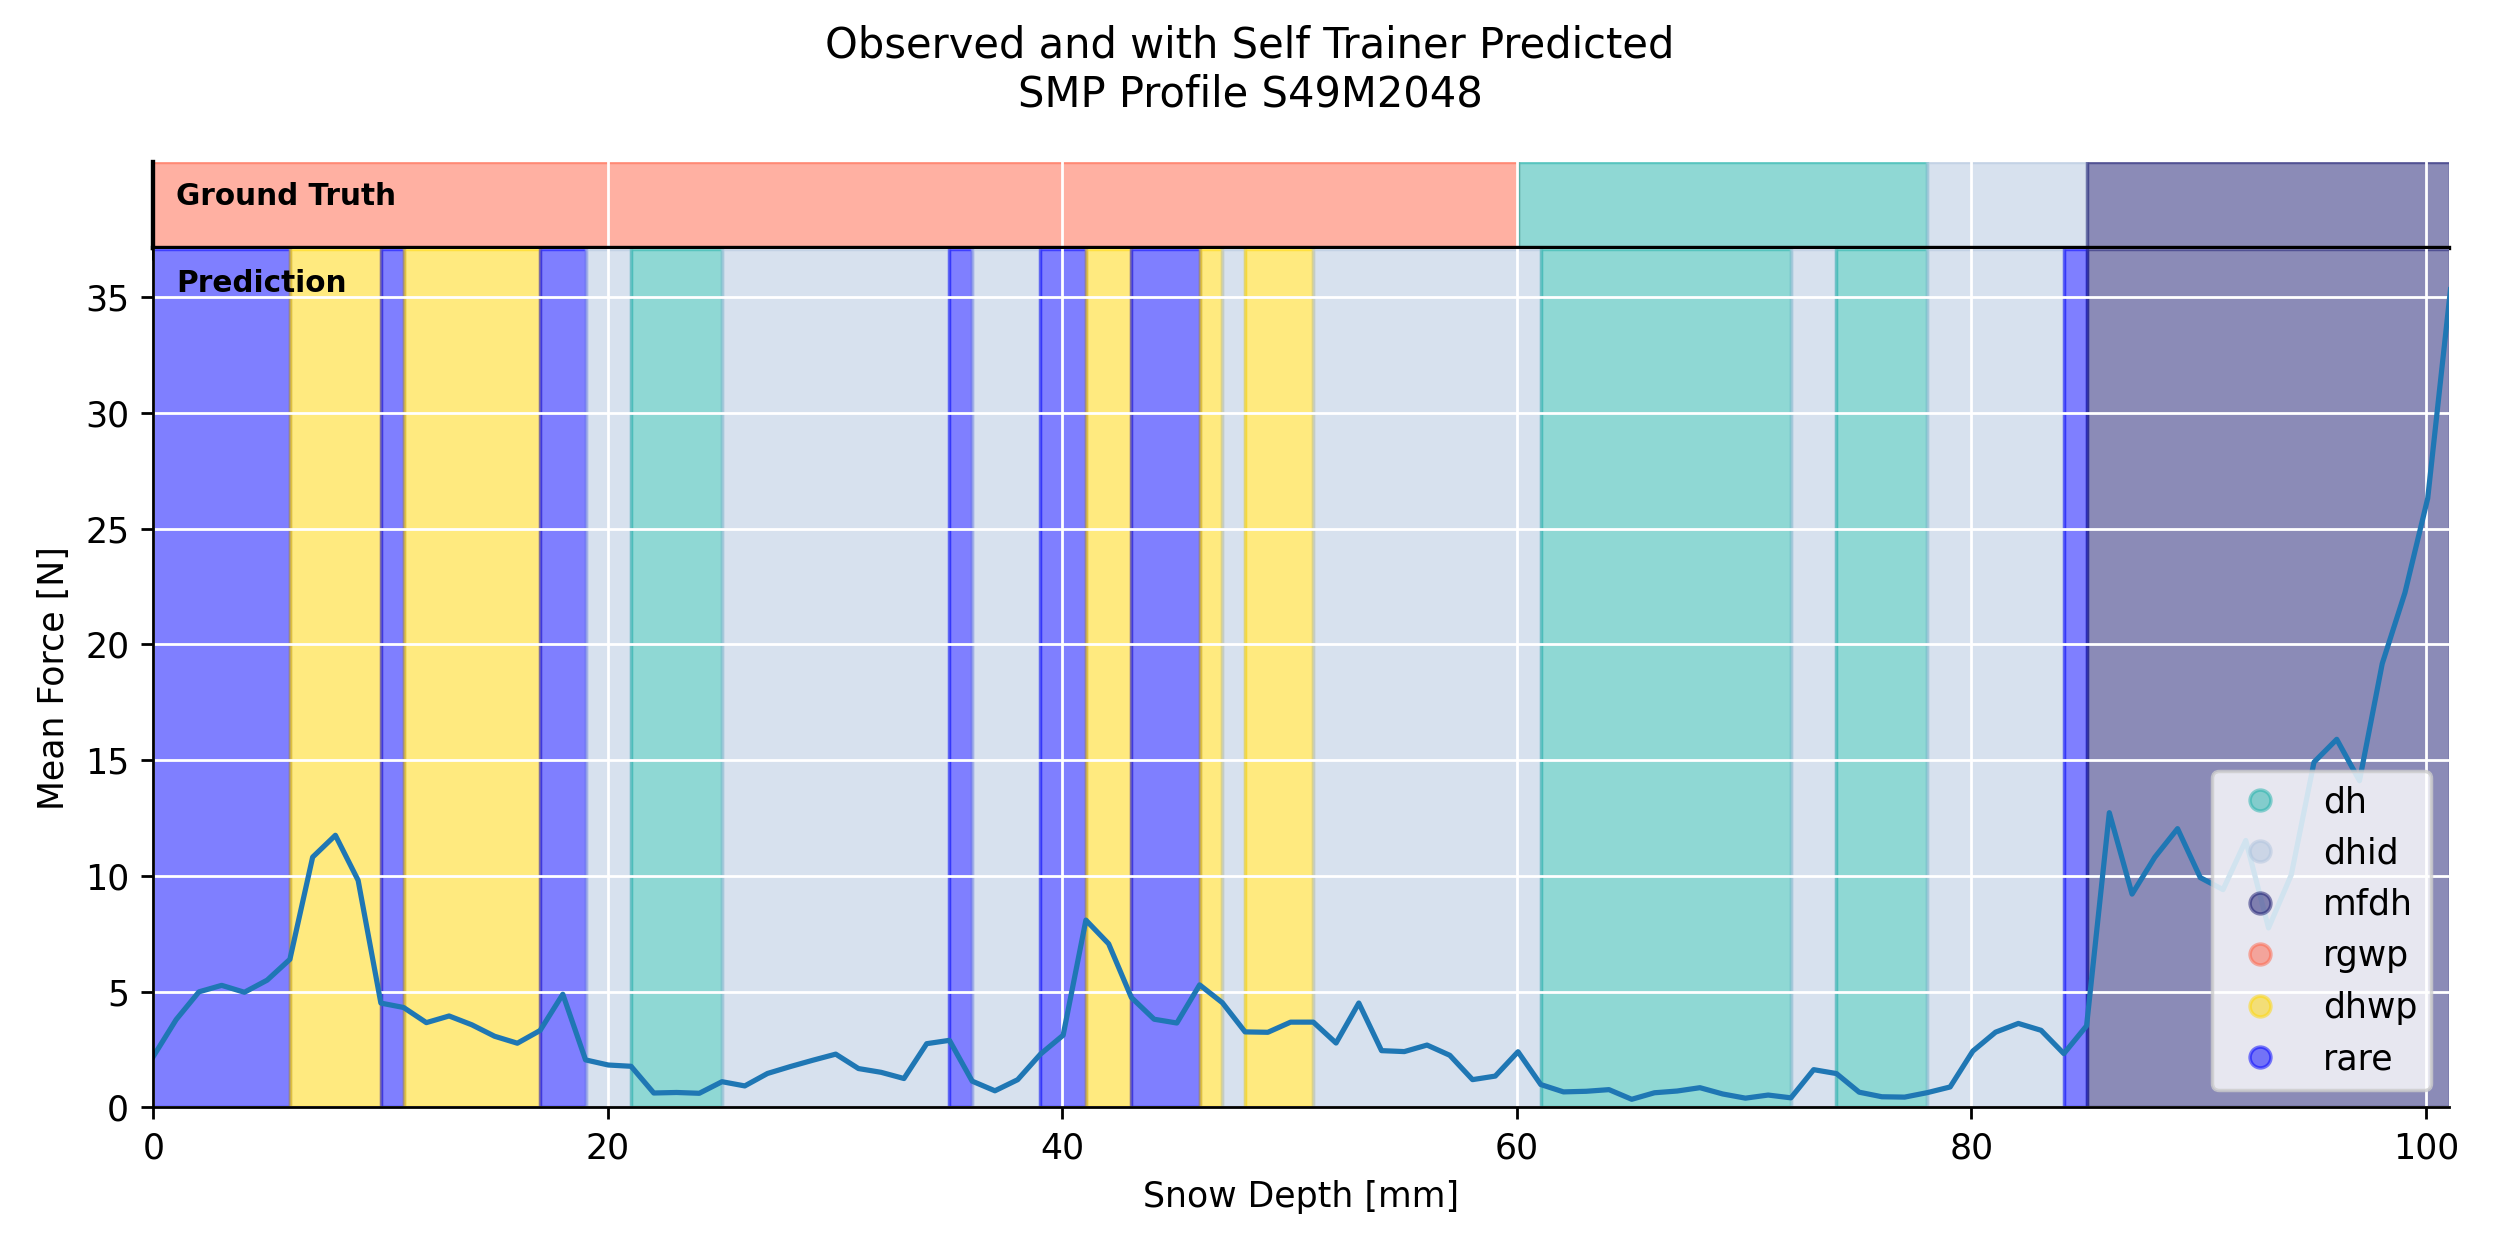 Observed and with Self Trainer Predicted
SMP Profile S49M2048
Ground Truth
Prediction
35
30
25
20
15
10
5
0
Mean Force [N]
0 20 40 60 80 100
Snow Depth [mm]
dh
dhid
mfdh
rgwp
dhwp
rare